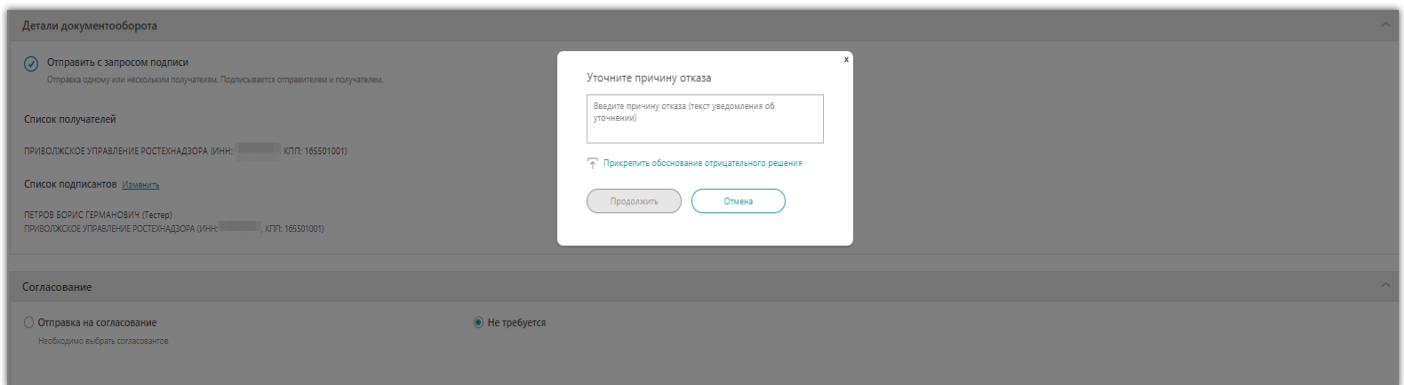 Детали документооборота
Отправить с запросом подписи
Отправка одному или нескольким получателям. Подписывается отправителем и получателем.
Список получателей
ПРИВОЛЖСКОЕ УПРАВЛЕНИЕ РОСТЕХНАДЗОРА (ИНН: КПП: 165501001)
Список подписантов Изменить
ПЕТРОВ БОРИС ГЕРМАНОВИЧ (Тестер)
ПРИВОЛЖСКОЕ УПРАВЛЕНИЕ РОСТЕХНАДЗОРА (ИНН: , КПП: 165501001)
x
Уточните причину отказа
Введите причину отказа (текст уведомления об
уточнении)
Прикрепить обоснование отрицательного решения
Продолжить Отмена
Согласование
Отправка на согласование Не требуется
Необходимо выбрать согласовантов